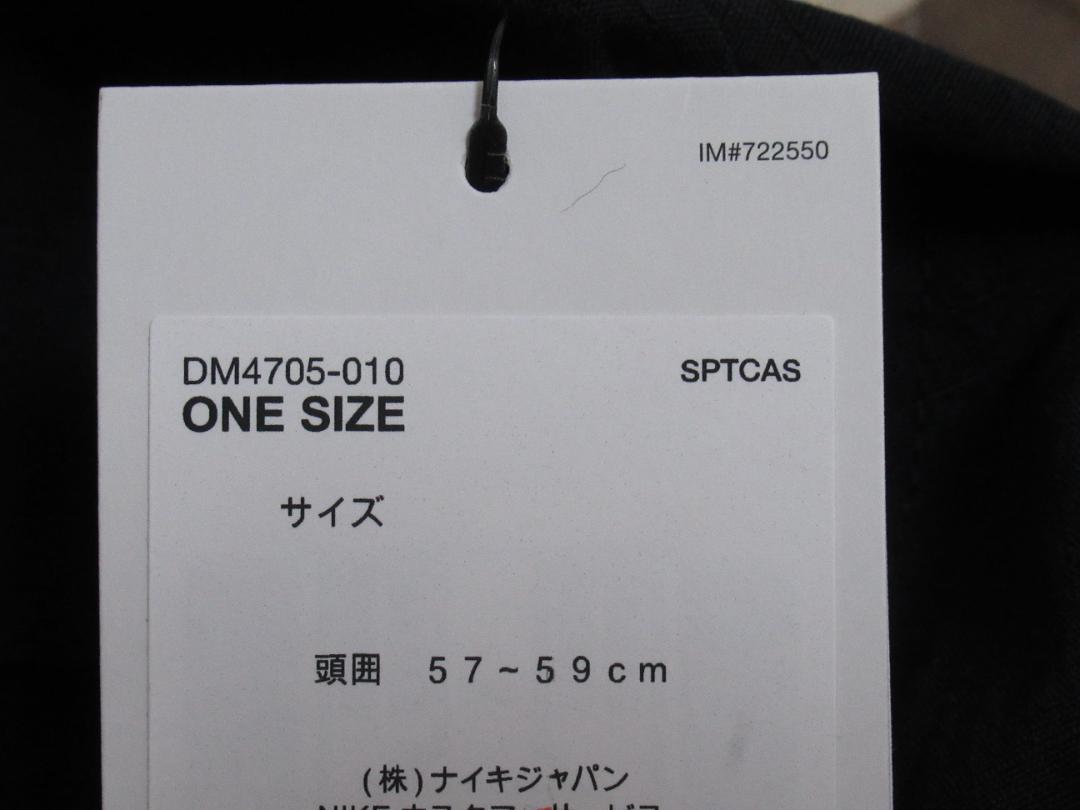 IM#722550
DM4705-010
SPTCAS
ONE SIZE
サイズ
頭囲 57~59cm
(株)ナイキジャパン